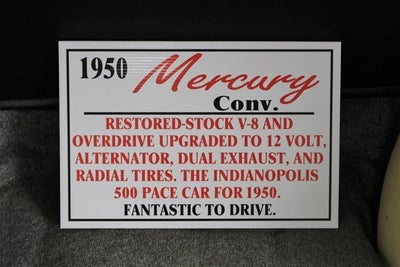 1950 Mercury
Conv.
RESTORED-STOCK V-8 AND
OVERDRIVE UPGRADED TO 12 VOLT,
ALTERNATOR, DUAL EXHAUST, AND
RADIAL TIRES. THE INDIANOPOLIS
500 PACE CAR FOR 1950.
FANTASTIC TO DRIVE.